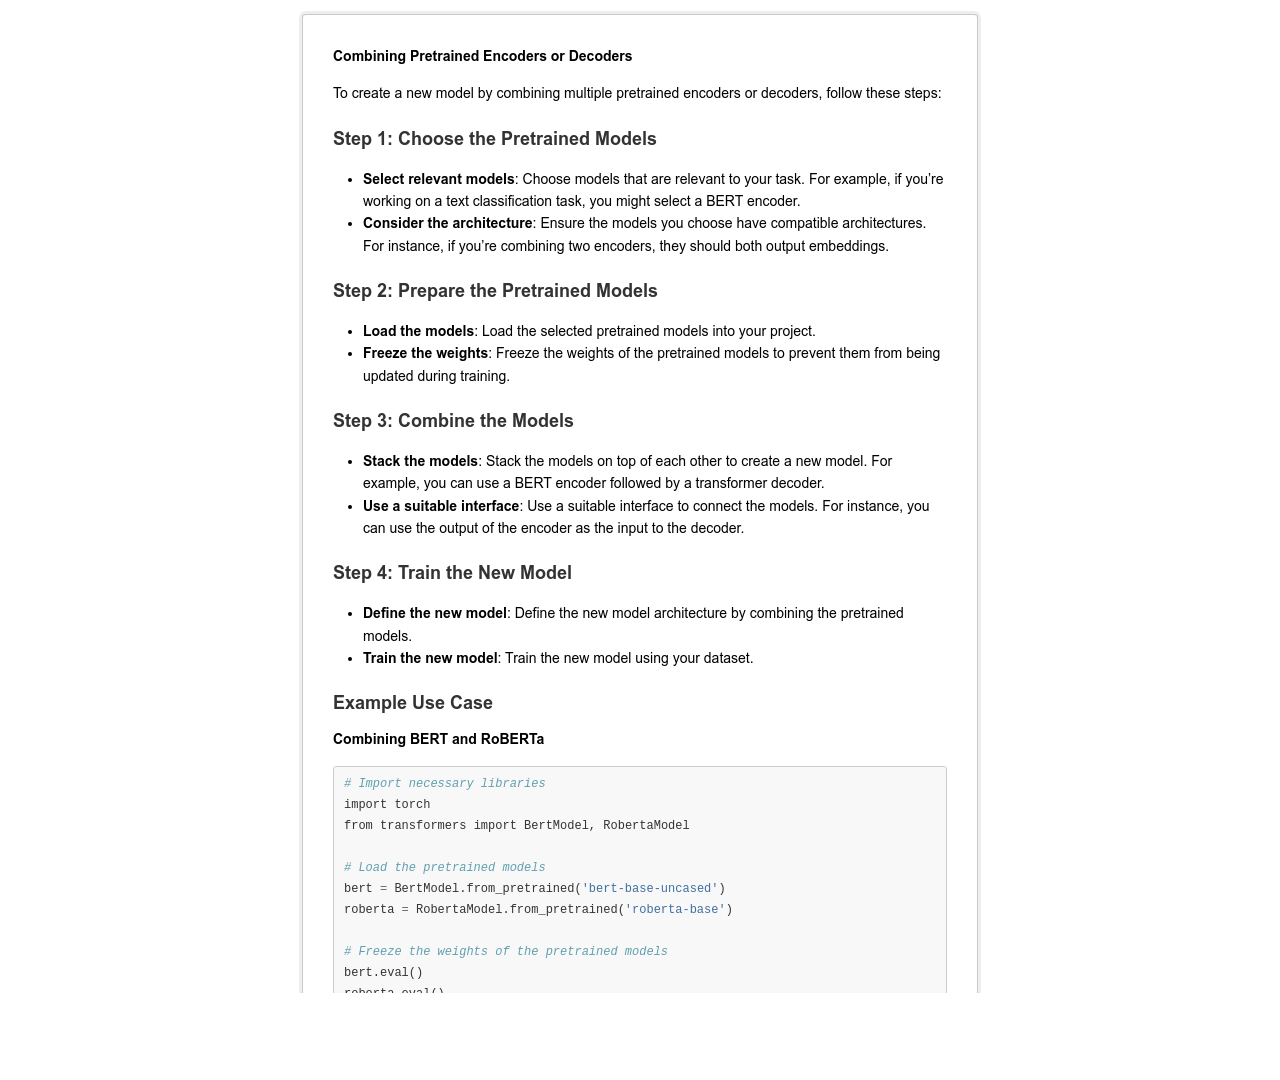 Combining Pretrained Encoders or Decoders
To create a new model by combining multiple pretrained encoders or decoders, follow these steps:
Step 1: Choose the Pretrained Models
• Select relevant models: Choose models that are relevant to your task. For example, if you’re
working on a text classification task, you might select a BERT encoder.
• Consider the architecture: Ensure the models you choose have compatible architectures.
For instance, if you’re combining two encoders, they should both output embeddings.
Step 2: Prepare the Pretrained Models
• Load the models: Load the selected pretrained models into your project.
• Freeze the weights: Freeze the weights of the pretrained models to prevent them from being
updated during training.
Step 3: Combine the Models
• Stack the models: Stack the models on top of each other to create a new model. For
example, you can use a BERT encoder followed by a transformer decoder.
• Use a suitable interface: Use a suitable interface to connect the models. For instance, you
can use the output of the encoder as the input to the decoder.
Step 4: Train the New Model
• Define the new model: Define the new model architecture by combining the pretrained
models.
• Train the new model: Train the new model using your dataset.
Example Use Case
Combining BERT and RoBERTa
# Import necessary libraries
import torch
from transformers import BertModel, RobertaModel
# Load the pretrained models
bert = BertModel.from_pretrained('bert-base-uncased')
roberta = RobertaModel.from_pretrained('roberta-base')
# Freeze the weights of the pretrained models
bert.eval()
roberta.eval()